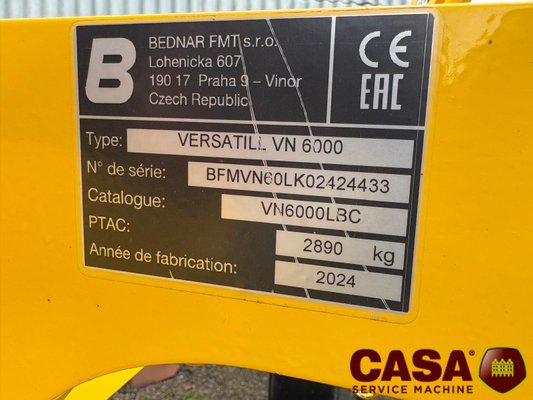 B
BEDNAR FMT s.r.o.
Lohenicka 607
190 17 Praha 9 – Vinor
Czech Republic
CE
EAC
Type: VERSATILL VN 6000
N° de série: BFMVN60LK02424433
Catalogue: VN6000LBC
PTAC: 2890 kg
Année de fabrication: 2024
CASA®
SERVICE MACHINE